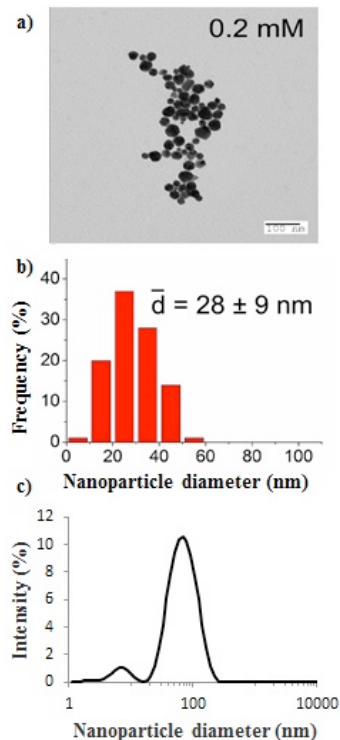 a)
0.2 mM
100 nm
b)
d̅ = 28 ± 9 nm
Frequency (%)
40
30
20
10
0
0 20 40 60 80 100
Nanoparticle diameter (nm)
c)
Intensity (%)
12
10
8
6
4
2
0
1 100 10000
Nanoparticle diameter (nm)